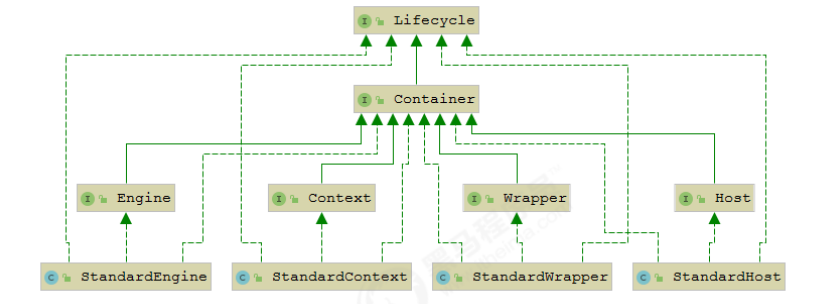 Lifecycle
Container
Engine
Context
Wrapper
Host
StandardEngine
StandardContext
StandardWrapper
StandardHost